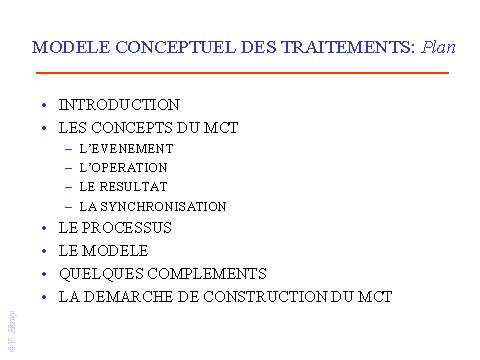 MODELE CONCEPTUEL DES TRAITEMENTS: Plan
• INTRODUCTION
• LES CONCEPTS DU MCT
– L'EVENEMENT
– L'OPERATION
– LE RESULTAT
– LA SYNCHRONISATION
• LE PROCESSUS
• LE MODELE
• QUELQUES COMPLEMENTS
• LA DEMARCHE DE CONSTRUCTION DU MCT